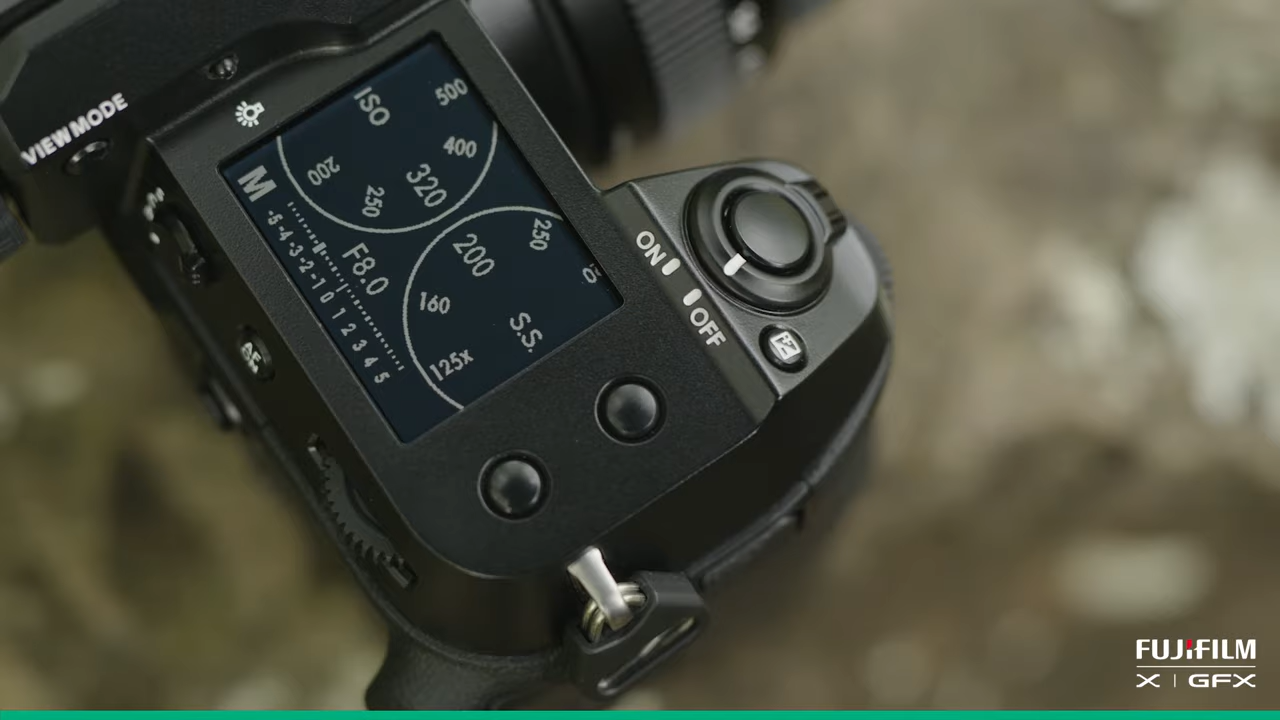 VIEW MODE
ISO
500
400
320
250
200
M
-5 -4 -3 -2 -1 0 1 2 3 4 5
F8.0
200
250
160
125x
S.S.
ON
OFF
FUJIFILM
X | GFX